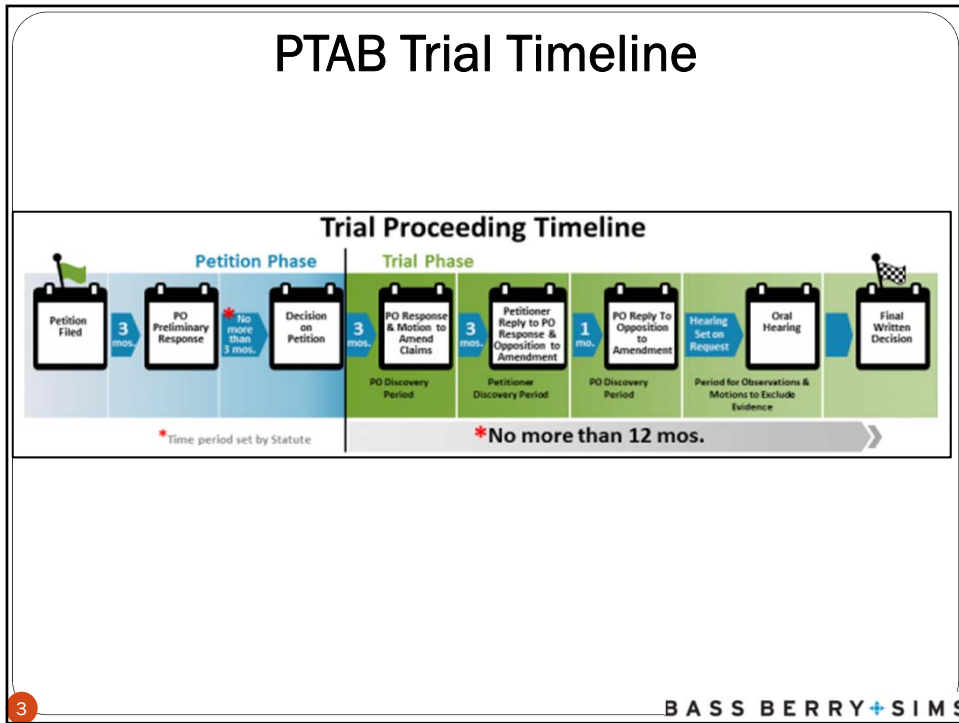 PTAB Trial Timeline
Trial Proceeding Timeline
Petition Phase
Trial Phase
Petition
Filed
3
mos.
PO
Preliminary
Response
*No
more
than
3 mos.
Decision
on
Petition
3
mos.
PO Response
& Motion to
Amend
Claims
PO Discovery
Period
3
mos.
Petitioner
Reply to PO
Response &
Opposition to
Amendment
Petitioner
Discovery Period
1
mo.
PO Reply To
Opposition
to
Amendment
PO Discovery
Period
Hearing
Set on
Request
Oral
Hearing
Period for Observations &
Motions to Exclude
Evidence
Final
Written
Decision
*Time period set by Statute
*No more than 12 mos.
3
BASS BERRY + SIMS